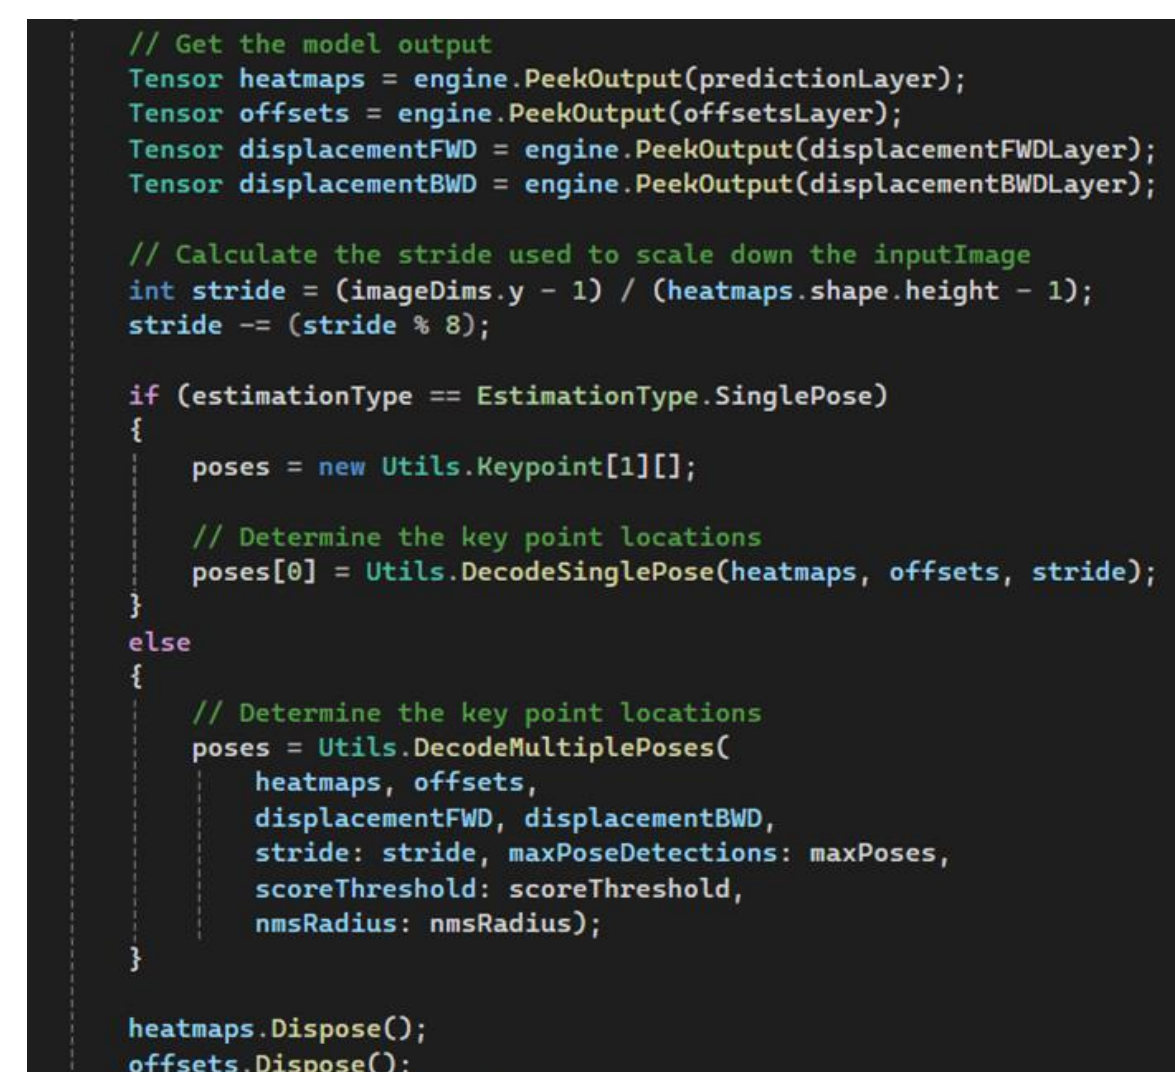 // Get the model output
Tensor heatmaps = engine.PeekOutput(predictionLayer);
Tensor offsets = engine.PeekOutput(offsetsLayer);
Tensor displacementFWD = engine.PeekOutput(displacementFWDLayer);
Tensor displacementBWD = engine.PeekOutput(displacementBWDLayer);
// Calculate the stride used to scale down the inputImage
int stride = (imageDims.y - 1) / (heatmaps.shape.height - 1);
stride -= (stride % 8);
if (estimationType == EstimationType.SinglePose)
{
poses = new Utils.Keypoint[1][];
// Determine the key point locations
poses[0] = Utils.DecodeSinglePose(heatmaps, offsets, stride);
}
else
{
// Determine the key point locations
poses = Utils.DecodeMultiplePoses(
heatmaps, offsets,
displacementFWD, displacementBWD,
stride: stride, maxPoseDetections: maxPoses,
scoreThreshold: scoreThreshold,
nmsRadius: nmsRadius);
}
heatmaps.Dispose();
offsets.Dispose();